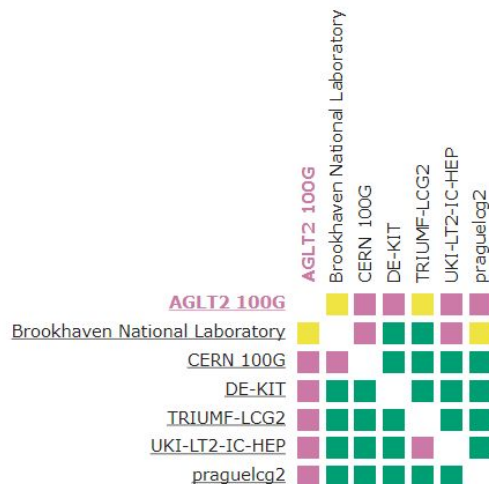 AGLT2 100G
Brookhaven National Laboratory
CERN 100G
DE-KIT
TRIUMF-LCG2
UKI-LT2-IC-HEP
praguelcg2
AGLT2 100G
Brookhaven National Laboratory
CERN 100G
DE-KIT
TRIUMF-LCG2
UKI-LT2-IC-HEP
praguelcg2